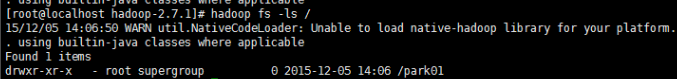 . using builtin-java classes where applicable
[root@localhost hadoop-2.7.1]# hadoop fs -ls /
15/12/05 14:06:50 WARN util.NativeCodeLoader: Unable to load native-hadoop library for your platform..
. using builtin-java classes where applicable
Found 1 items
drwxr-xr-x   - root supergroup          0 2015-12-05 14:06 /park01